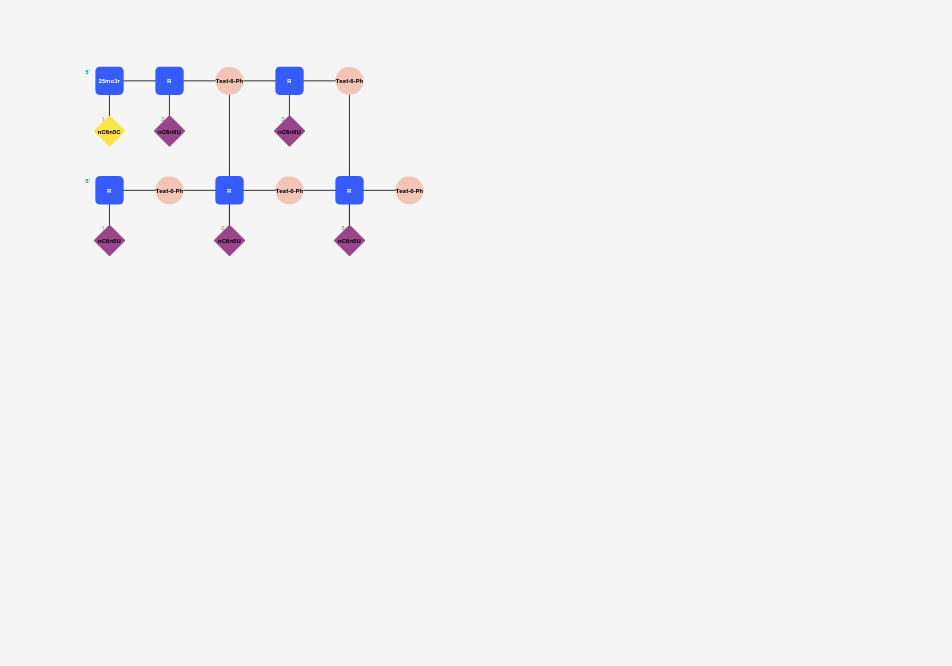 5'
25mo3r R Test-6-Ph R Test-6-Ph
1 2 3
nC6n5C nC6n5U nC6n5U
5'
R Test-6-Ph R Test-6-Ph R Test-6-Ph
1 2 3
nC6n5U nC6n5U nC6n5U